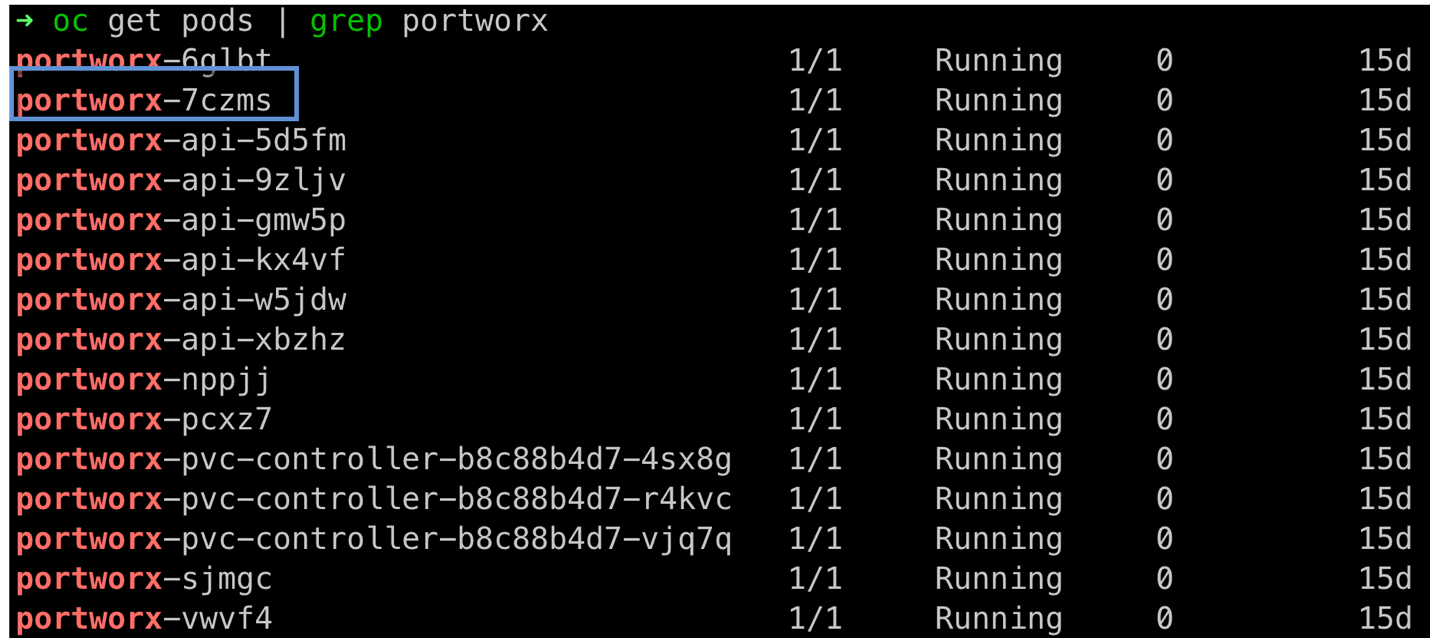 → oc get pods | grep portworx
portworx-6glbt 1/1 Running 0 15d
portworx-7czms 1/1 Running 0 15d
portworx-api-5d5fm 1/1 Running 0 15d
portworx-api-9zljv 1/1 Running 0 15d
portworx-api-gmw5p 1/1 Running 0 15d
portworx-api-kx4vf 1/1 Running 0 15d
portworx-api-w5jdw 1/1 Running 0 15d
portworx-api-xbzhz 1/1 Running 0 15d
portworx-nppjj 1/1 Running 0 15d
portworx-pcxz7 1/1 Running 0 15d
portworx-pvc-controller-b8c88b4d7-4sx8g 1/1 Running 0 15d
portworx-pvc-controller-b8c88b4d7-r4kvc 1/1 Running 0 15d
portworx-pvc-controller-b8c88b4d7-vjq7q 1/1 Running 0 15d
portworx-sjmgc 1/1 Running 0 15d
portworx-vwvf4 1/1 Running 0 15d